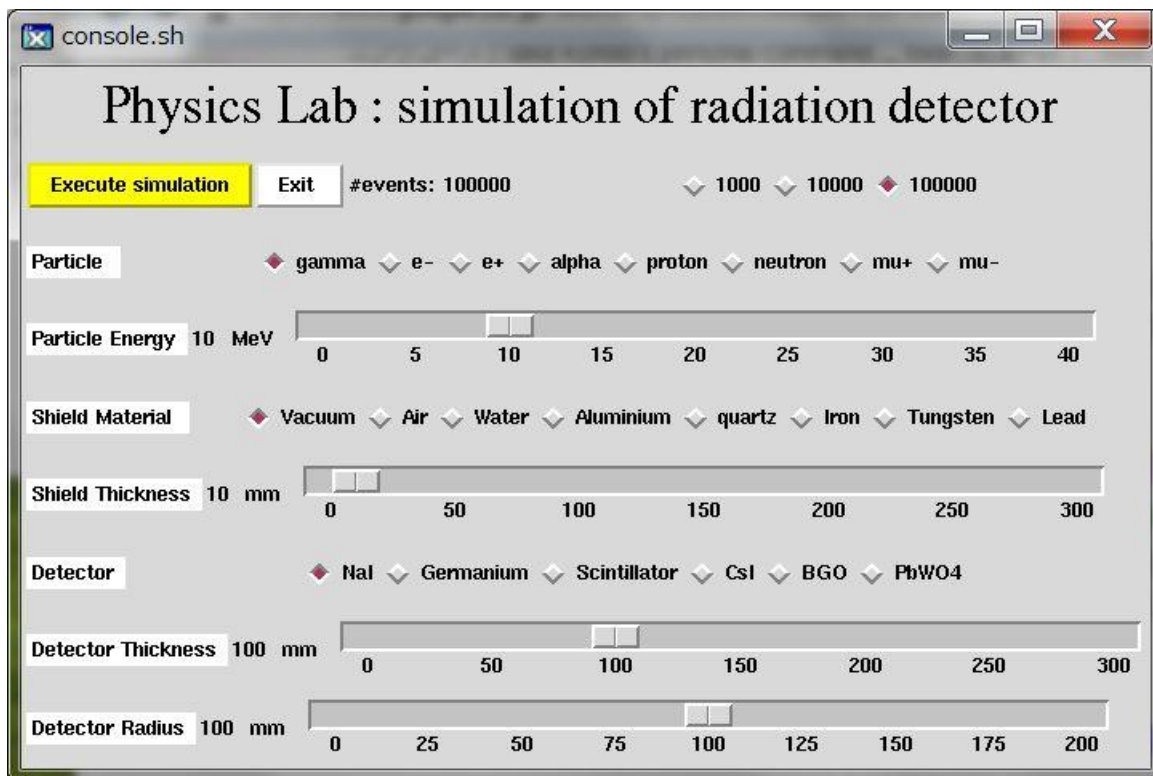 console.sh
Physics Lab : simulation of radiation detector
Execute simulation Exit #events: 100000 1000 10000 100000
Particle gamma e- e+ alpha proton neutron mu+ mu-
Particle Energy 10 MeV
0 5 10 15 20 25 30 35 40
Shield Material Vacuum Air Water Aluminium quartz Iron Tungsten Lead
Shield Thickness 10 mm
0 50 100 150 200 250 300
Detector NaI Germanium Scintillator CsI BGO PbWO4
Detector Thickness 100 mm
0 50 100 150 200 250 300
Detector Radius 100 mm
0 25 50 75 100 125 150 175 200